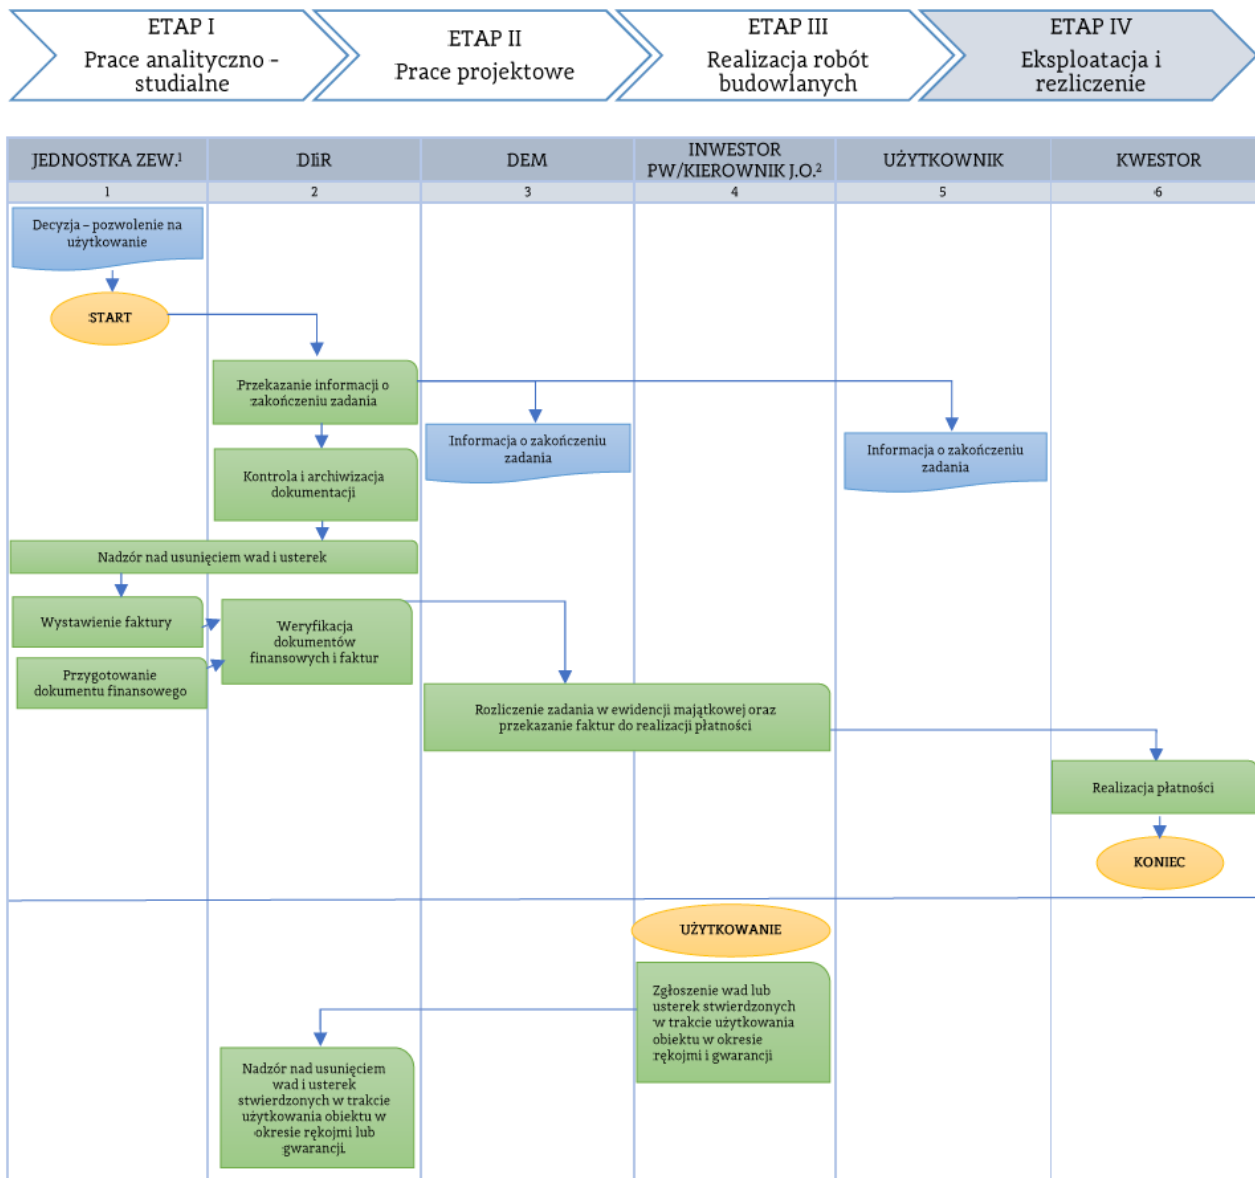 ETAP I
Prace analityczno -
studialne
ETAP II
Prace projektowe
ETAP III
Realizacja robót
budowlanych
ETAP IV
Eksploatacja i
rezliczenie
JEDNOSTKA ZEW.¹
DIiR
DEM
INWESTOR
PW/KIEROWNIK J.O.²
UŻYTKOWNIK
KWESTOR
1
2
3
4
5
6
Decyzja – pozwolenie na
użytkowanie
START
Przekazanie informacji o
zakończeniu zadania
Informacja o zakończeniu
zadania
Informacja o zakończeniu
zadania
Kontrola i archiwizacja
dokumentacji
Nadzór nad usunięciem wad i usterek
Wystawienie faktury
Weryfikacja
dokumentów
finansowych i faktur
Przygotowanie
dokumentu finansowego
Rozliczenie zadania w ewidencji majątkowej oraz
przekazanie faktur do realizacji płatności
Realizacja płatności
KONIEC
UŻYTKOWANIE
Zgłoszenie wad lub
usterek stwierdzonych
w trakcie użytkowania
obiektu w okresie
rękojmi i gwarancji
Nadzór nad usunięciem
wad i usterek
stwierdzonych w trakcie
użytkowania obiektu w
okresie rękojmi lub
gwarancji.